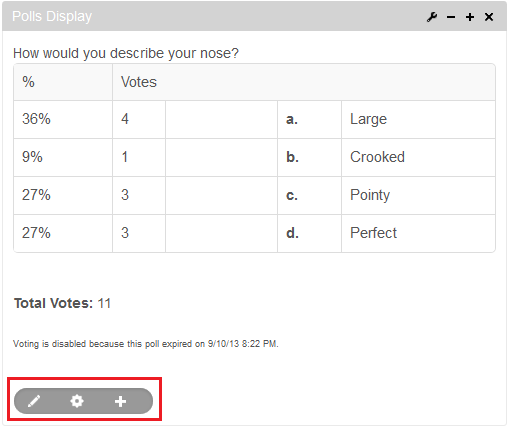 Polls Display
How would you describe your nose?
% Votes
36% 4 a. Large
9% 1 b. Crooked
27% 3 c. Pointy
27% 3 d. Perfect
Total Votes: 11
Voting is disabled because this poll expired on 9/10/13 8:22 PM.